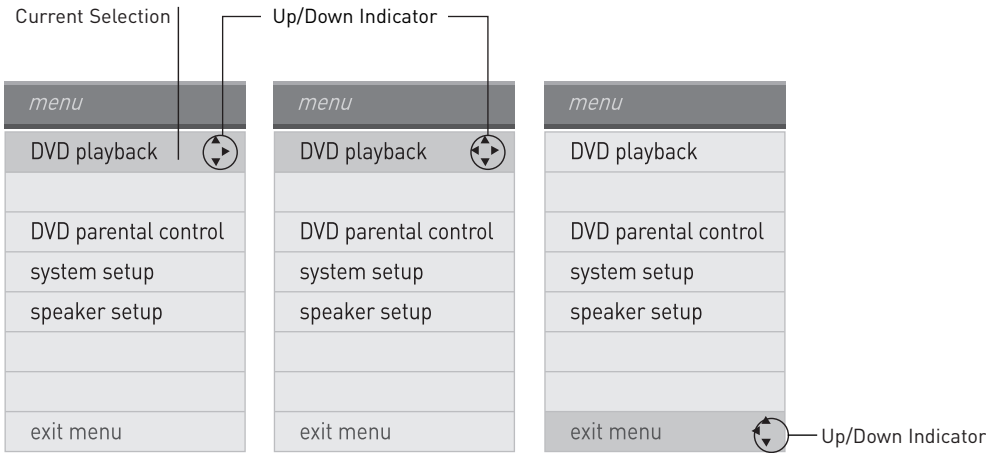 Current Selection
Up/Down Indicator
menu
DVD playback
DVD parental control
system setup
speaker setup
exit menu
menu
DVD playback
DVD parental control
system setup
speaker setup
exit menu
menu
DVD playback
DVD parental control
system setup
speaker setup
exit menu
Up/Down Indicator